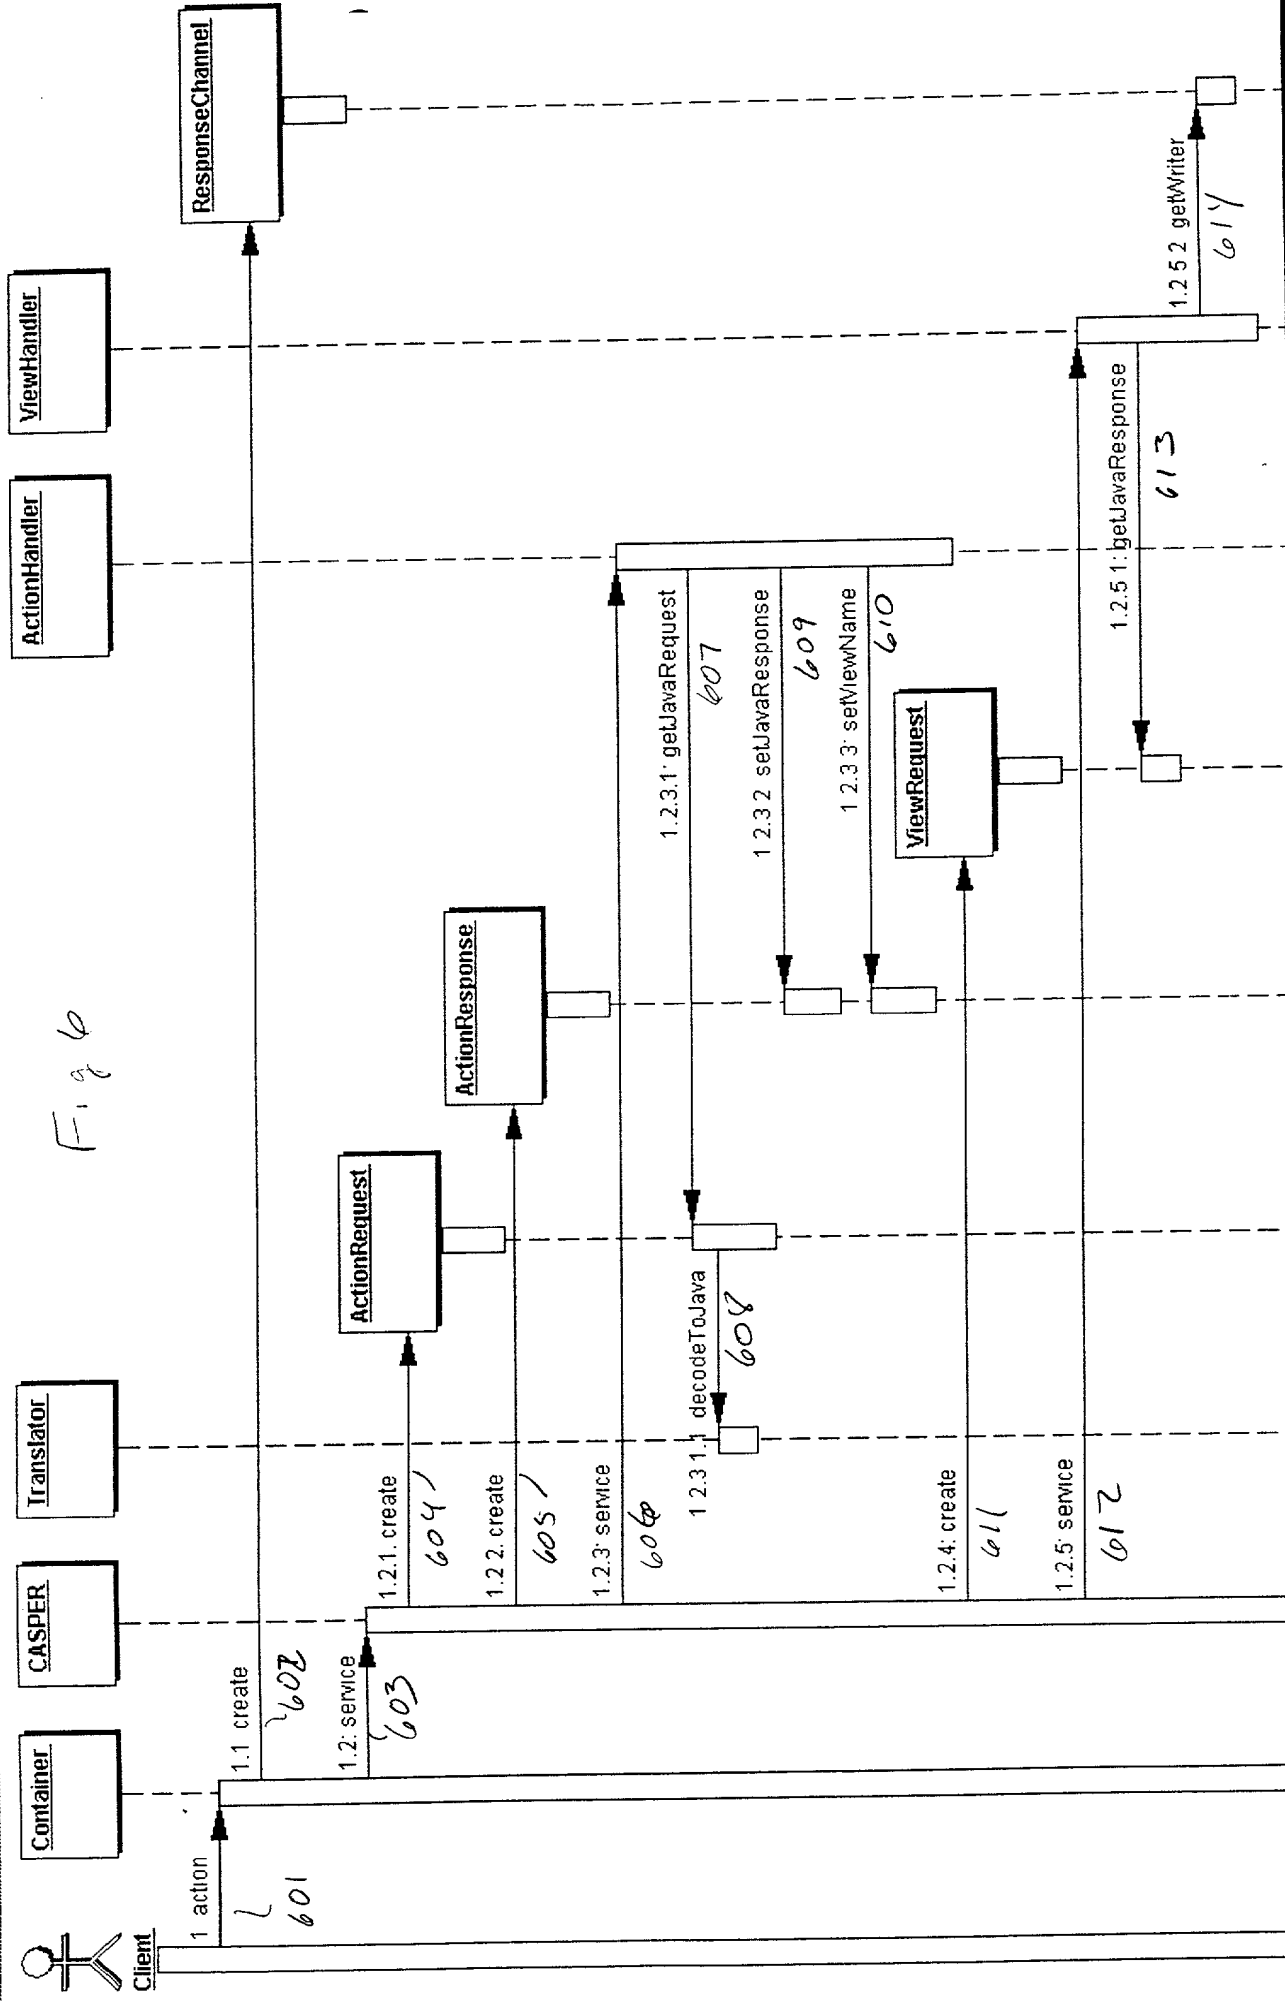 Fig 6
Client
Container
CASPER
Translator
ActionHandler
ViewHandler
ResponseChannel
1 action
601
1.1 create
602
1.2: service
603
ActionRequest
1.2.1. create
604
ActionResponse
1.2 2. create
605
1.2.3: service
606
1.2.3.1: getJavaRequest
607
1 2.3 1.1 decodeToJava
608
1 2.3 2 setJavaResponse
609
1 2.3 3: setViewName
610
ViewRequest
1.2.4: create
611
1.2.5: service
612
1.2.5 1: getJavaResponse
613
1.2 5 2 getWriter
614